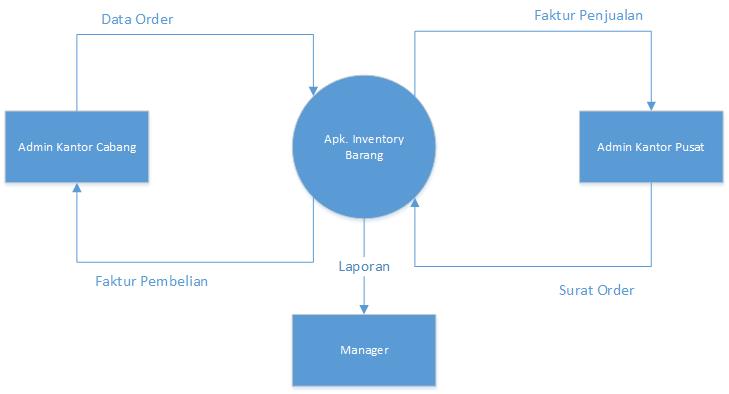 Data Order
Faktur Penjualan
Admin Kantor Cabang
Apk. Inventory
Barang
Admin Kantor Pusat
Faktur Pembelian
Laporan
Surat Order
Manager